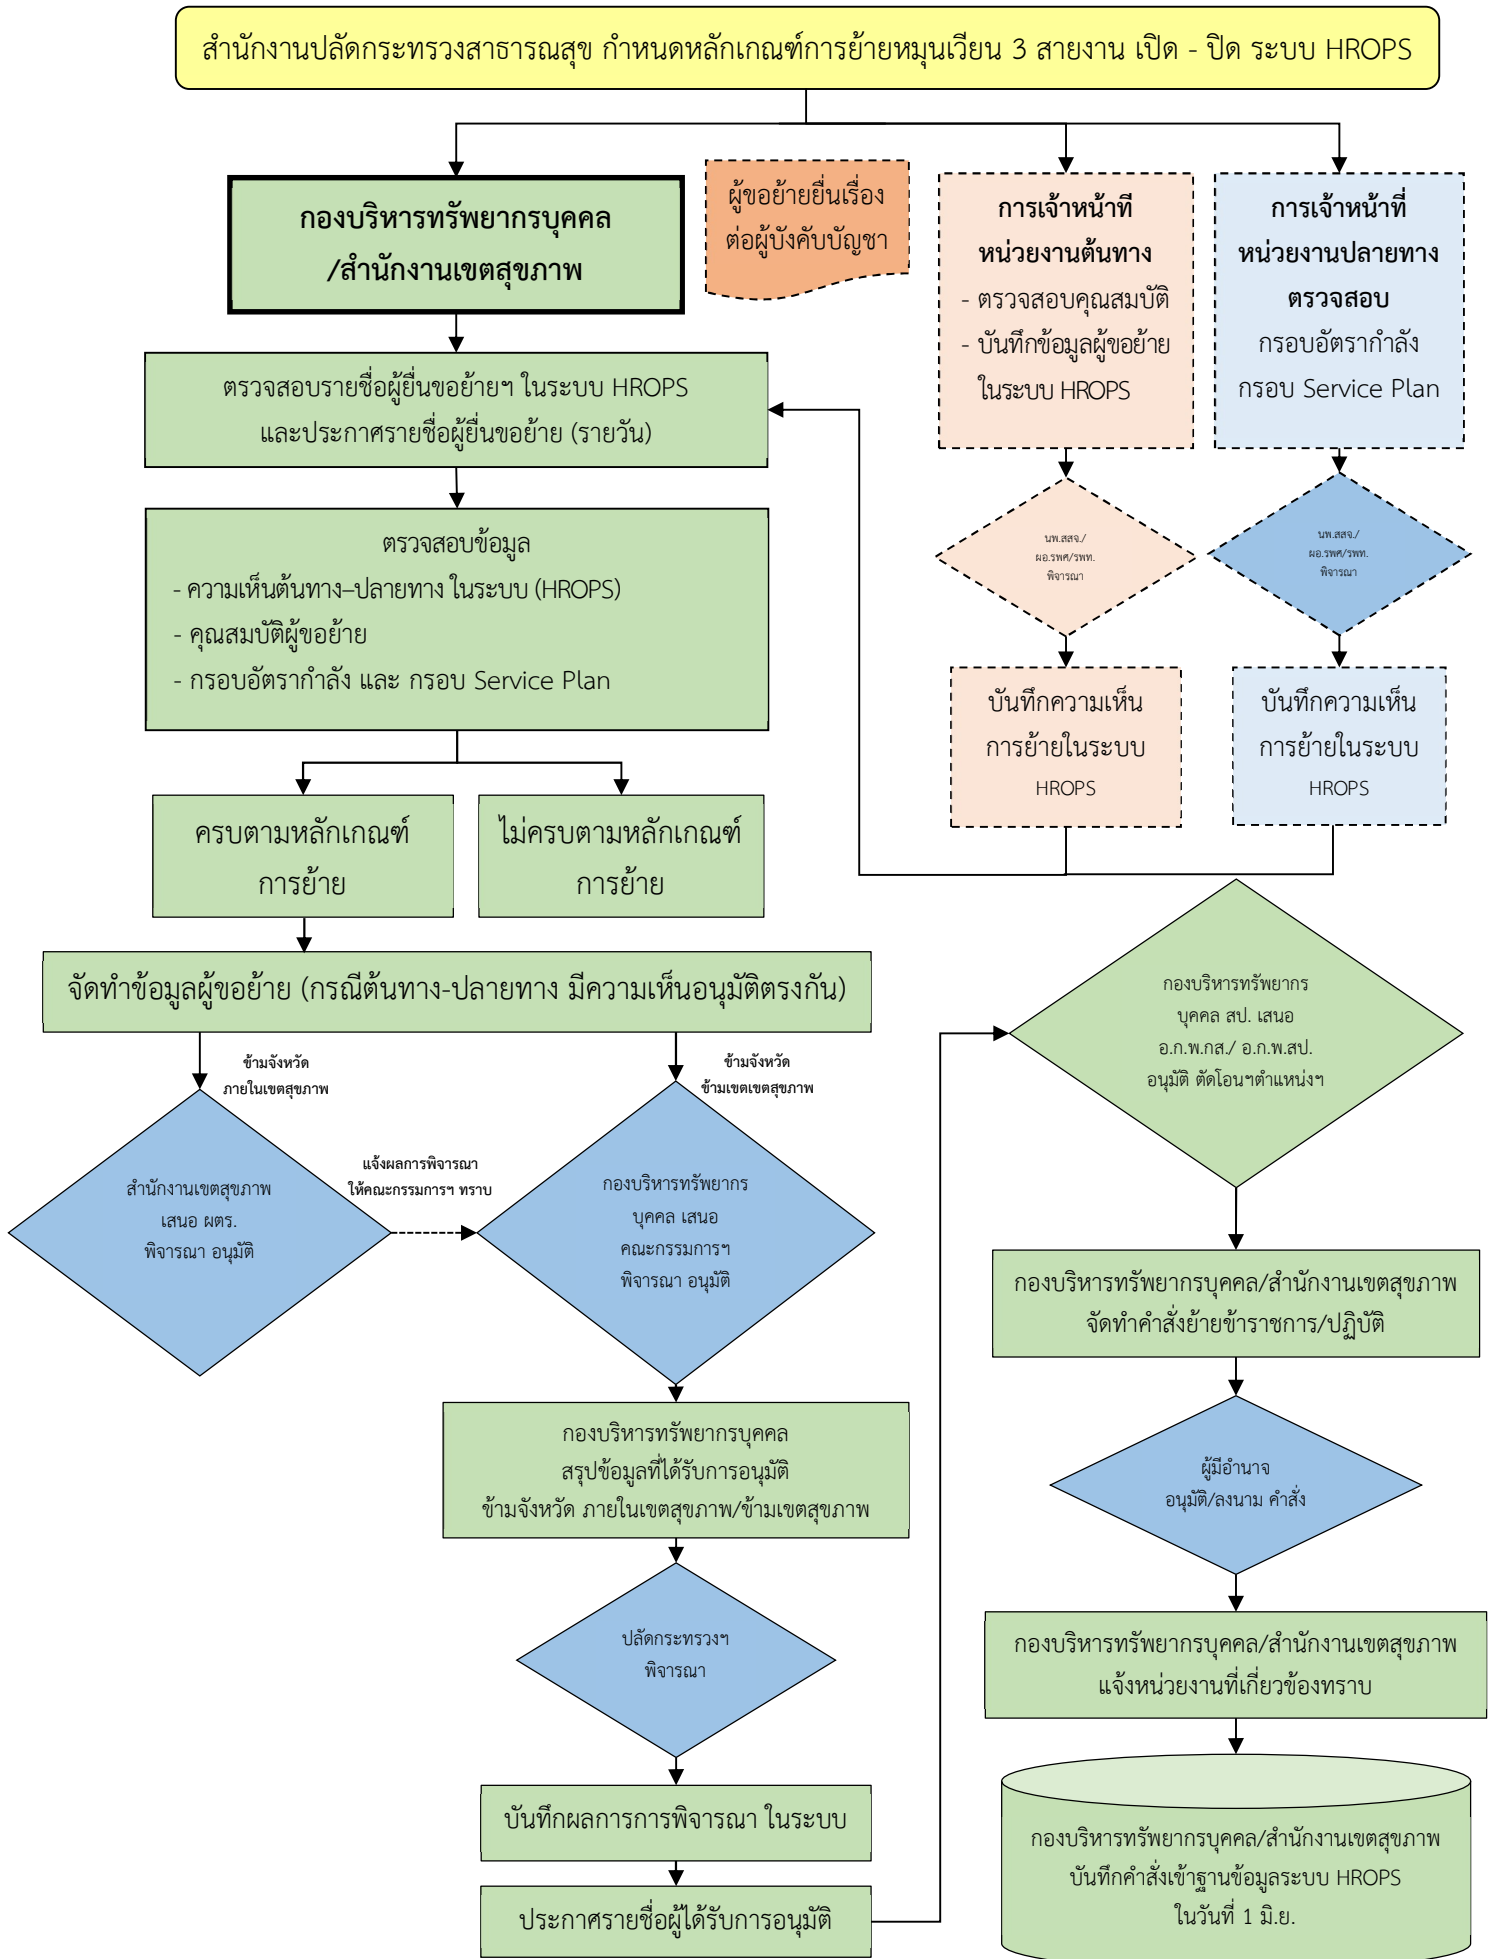 สำนักงานปลัดกระทรวงสาธารณสุข กำหนดหลักเกณฑ์การย้ายหมุนเวียน 3 สายงาน เปิด - ปิด ระบบ HROPS
กองบริหารทรัพยากรบุคคล
/สำนักงานเขตสุขภาพ
ผู้ขอย้ายยื่นเรื่อง
ต่อผู้บังคับบัญชา
การเจ้าหน้าที
หน่วยงานต้นทาง
- ตรวจสอบคุณสมบัติ
- บันทึกข้อมูลผู้ขอย้าย
ในระบบ HROPS
การเจ้าหน้าที่
หน่วยงานปลายทาง
ตรวจสอบ
กรอบอัตรากำลัง
กรอบ Service Plan
ตรวจสอบรายชื่อผู้ยื่นขอย้ายฯ ในระบบ HROPS
และประกาศรายชื่อผู้ยื่นขอย้าย (รายวัน)
ตรวจสอบข้อมูล
- ความเห็นต้นทาง–ปลายทาง ในระบบ (HROPS)
- คุณสมบัติผู้ขอย้าย
- กรอบอัตรากำลัง และ กรอบ Service Plan
นพ.สสจ./
ผอ.รพศ/รพท.
พิจารณา
นพ.สสจ./
ผอ.รพศ/รพท.
พิจารณา
บันทึกความเห็น
การย้ายในระบบ
HROPS
บันทึกความเห็น
การย้ายในระบบ
HROPS
ครบตามหลักเกณฑ์
การย้าย
ไม่ครบตามหลักเกณฑ์
การย้าย
จัดทำข้อมูลผู้ขอย้าย (กรณีต้นทาง-ปลายทาง มีความเห็นอนุมัติตรงกัน)
ข้ามจังหวัด
ภายในเขตสุขภาพ
ข้ามจังหวัด
ข้ามเขตเขตสุขภาพ
สำนักงานเขตสุขภาพ
เสนอ ผตร.
พิจารณา อนุมัติ
แจ้งผลการพิจารณา
ให้คณะกรรมการฯ ทราบ
กองบริหารทรัพยากร
บุคคล เสนอ
คณะกรรมการฯ
พิจารณา อนุมัติ
กองบริหารทรัพยากรบุคคล
สรุปข้อมูลที่ได้รับการอนุมัติ
ข้ามจังหวัด ภายในเขตสุขภาพ/ข้ามเขตสุขภาพ
ปลัดกระทรวงฯ
พิจารณา
บันทึกผลการการพิจารณา ในระบบ
ประกาศรายชื่อผู้ได้รับการอนุมัติ
กองบริหารทรัพยากร
บุคคล สป. เสนอ
อ.ก.พ.กส./ อ.ก.พ.สป.
อนุมัติ ตัดโอนฯตำแหน่งฯ
กองบริหารทรัพยากรบุคคล/สำนักงานเขตสุขภาพ
จัดทำคำสั่งย้ายข้าราชการ/ปฏิบัติ
ผู้มีอำนาจ
อนุมัติ/ลงนาม คำสั่ง
กองบริหารทรัพยากรบุคคล/สำนักงานเขตสุขภาพ
แจ้งหน่วยงานที่เกี่ยวข้องทราบ
กองบริหารทรัพยากรบุคคล/สำนักงานเขตสุขภาพ
บันทึกคำสั่งเข้าฐานข้อมูลระบบ HROPS
ในวันที่ 1 มิ.ย.